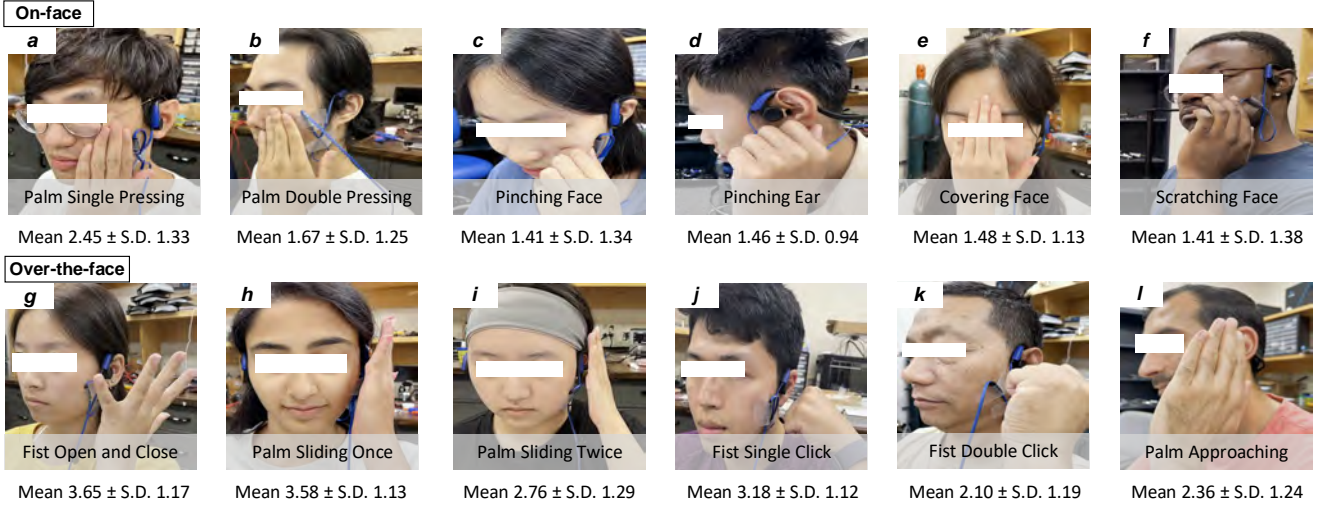 On-face
a b c d e f
Palm Single Pressing Palm Double Pressing Pinching Face Pinching Ear Covering Face Scratching Face
Mean 2.45 ± S.D. 1.33 Mean 1.67 ± S.D. 1.25 Mean 1.41 ± S.D. 1.34 Mean 1.46 ± S.D. 0.94 Mean 1.48 ± S.D. 1.13 Mean 1.41 ± S.D. 1.38
Over-the-face
g h i j k l
Fist Open and Close Palm Sliding Once Palm Sliding Twice Fist Single Click Fist Double Click Palm Approaching
Mean 3.65 ± S.D. 1.17 Mean 3.58 ± S.D. 1.13 Mean 2.76 ± S.D. 1.29 Mean 3.18 ± S.D. 1.12 Mean 2.10 ± S.D. 1.19 Mean 2.36 ± S.D. 1.24